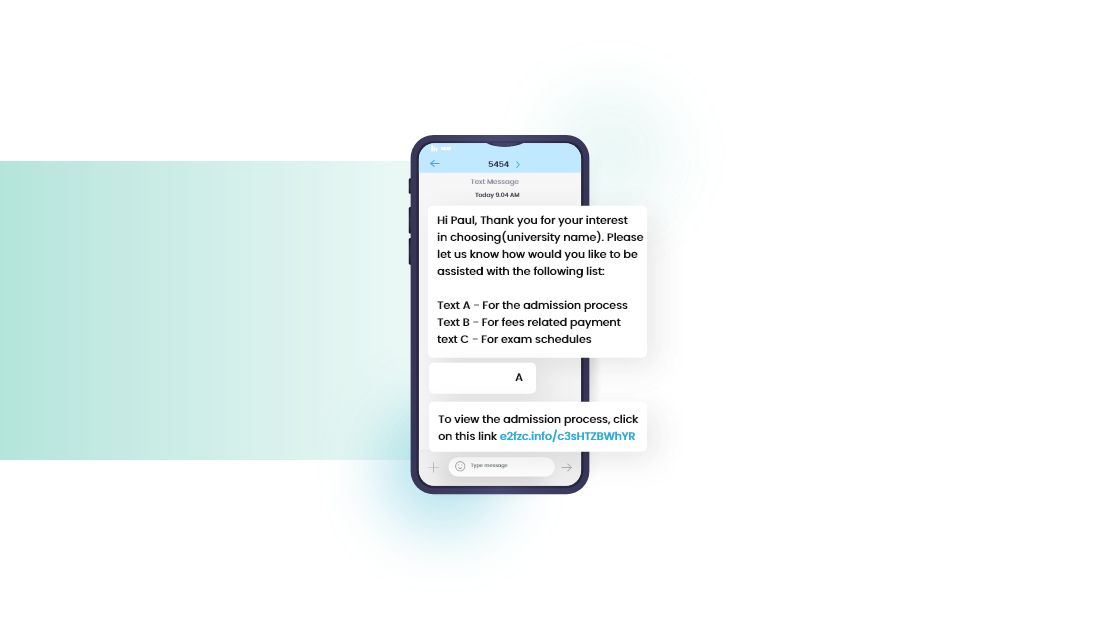 5454
Text Message
Today 9.04 AM
Hi Paul, Thank you for your interest
in choosing(university name). Please
let us know how would you like to be
assisted with the following list:
Text A - For the admission process
Text B - For fees related payment
text C - For exam schedules
A
To view the admission process, click
on this link e2fzc.info/c3sHTZBWhYR
Type message